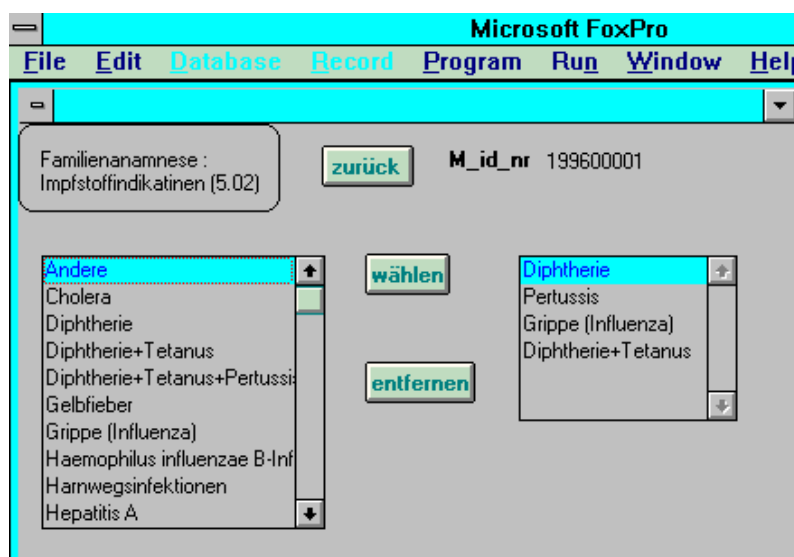 Microsoft FoxPro
File Edit Database Record Program Run Window Help
Familienanamnese :
Impfstoffindikatinen (5.02)
zurück
M_id_nr 199600001
Andere
Cholera
Diphtherie
Diphtherie+Tetanus
Diphtherie+Tetanus+Pertussis
Gelbfieber
Grippe (Influenza)
Haemophilus influenzae B-Inf
Harnwegsinfektionen
Hepatitis A
wählen
entfernen
Diphtherie
Pertussis
Grippe (Influenza)
Diphtherie+Tetanus